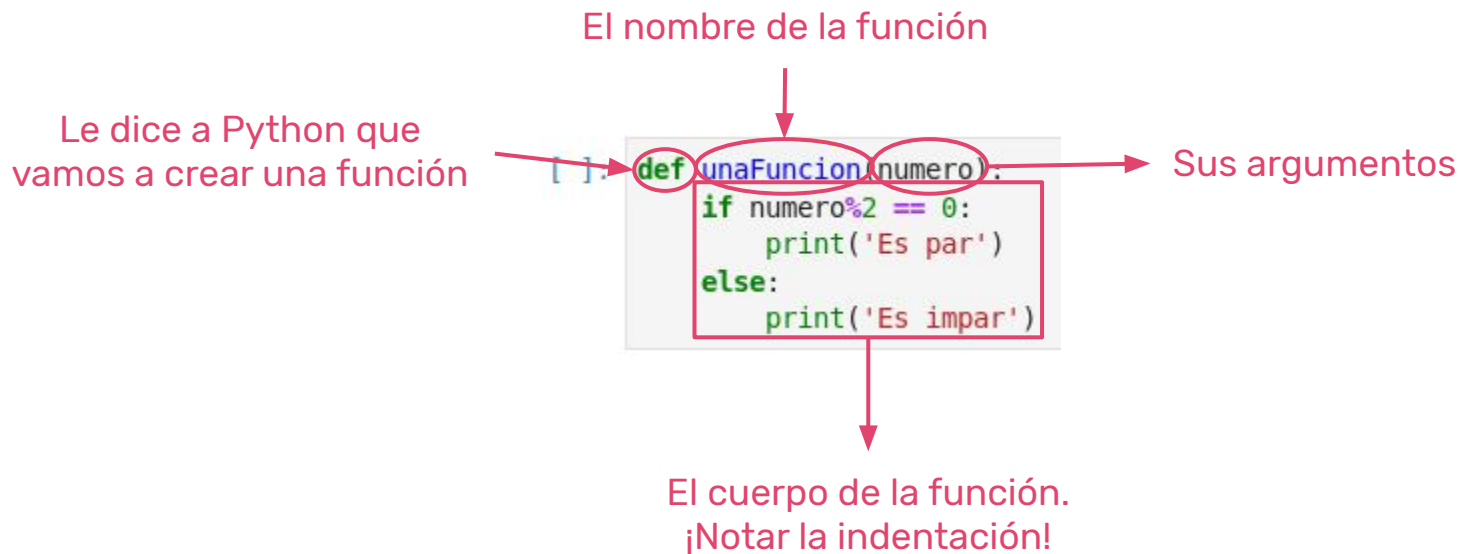 El nombre de la función
Le dice a Python que
vamos a crear una función
[ ]: def unaFuncion(numero):
Sus argumentos
if numero%2 == 0:
print('Es par')
else:
print('Es impar')
El cuerpo de la función.
¡Notar la indentación!